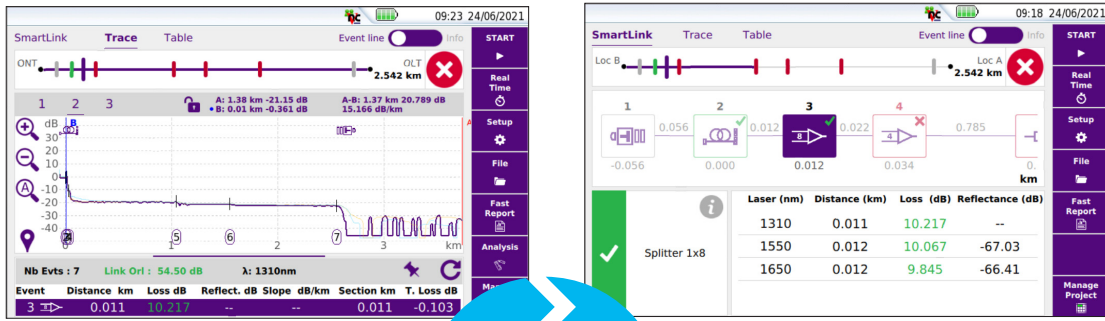 09:23 24/06/2021
SmartLink Trace Table Event line Info
ONT OLT
2.542 km
1 2 3 A: 1.38 km -21.15 dB A-B: 1.37 km 20.789 dB
B: 0.01 km -0.361 dB 15.166 dB/km
dB B A
30
20
10
0
-10
-20
-30
-40
5 6 7
1 2 3 km
Nb Evts : 7 Link Orl : 54.50 dB λ: 1310nm
Event Distance km Loss dB Reflect. dB Slope dB/km Section km T. Loss dB
3 0.011 10.217 -- -- 0.011 -0.103
START
Real
Time
Setup
File
Fast
Report
Analysis
09:18 24/06/2021
SmartLink Trace Table Event line Info
Loc B Loc A
2.542 km
1 2 3 4
0.056 0.012 0.022 0.785
8 4
-0.056 0.000 0.012 0.034 0.
km
Laser (nm) Distance (km) Loss (dB) Reflectance (dB)
1310 0.011 10.217 --
Splitter 1x8 1550 0.012 10.067 -67.03
1650 0.012 9.845 -66.41
START
Real
Time
Setup
File
Fast
Report
Manage
Project